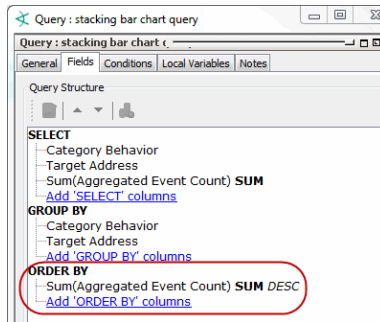 Query : stacking bar chart query
Query : stacking bar chart
General Fields Conditions Local Variables Notes
Query Structure
SELECT
Category Behavior
Target Address
Sum(Aggregated Event Count) SUM
Add 'SELECT' columns
GROUP BY
Category Behavior
Target Address
Add 'GROUP BY' columns
ORDER BY
Sum(Aggregated Event Count) SUM DESC
Add 'ORDER BY' columns